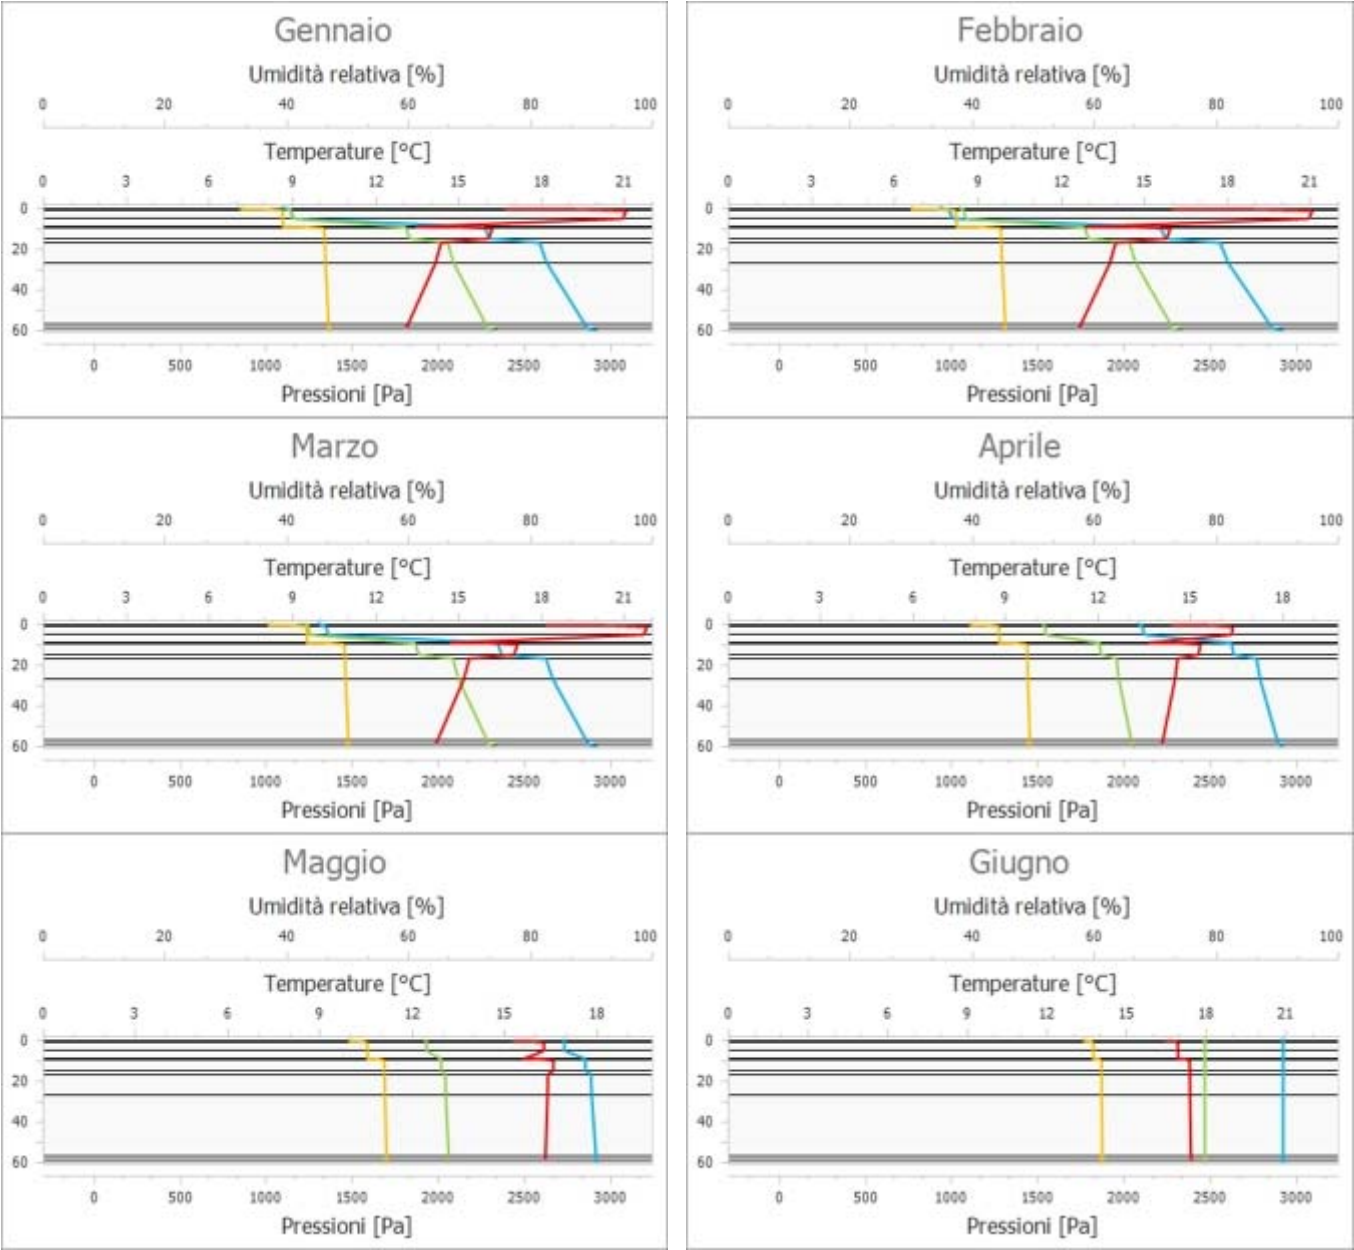 Gennaio
Umidità relativa [%]
0 20 40 60 80 100
Temperature [°C]
0 3 6 9 12 15 18 21
0
20
40
60
0 500 1000 1500 2000 2500 3000
Pressioni [Pa]
Febbraio
Umidità relativa [%]
0 20 40 60 80 100
Temperature [°C]
0 3 6 9 12 15 18 21
0
20
40
60
0 500 1000 1500 2000 2500 3000
Pressioni [Pa]
Marzo
Umidità relativa [%]
0 20 40 60 80 100
Temperature [°C]
0 3 6 9 12 15 18 21
0
20
40
60
0 500 1000 1500 2000 2500 3000
Pressioni [Pa]
Aprile
Umidità relativa [%]
0 20 40 60 80 100
Temperature [°C]
0 3 6 9 12 15 18
0
20
40
60
0 500 1000 1500 2000 2500 3000
Pressioni [Pa]
Maggio
Umidità relativa [%]
0 20 40 60 80 100
Temperature [°C]
0 3 6 9 12 15 18
0
20
40
60
0 500 1000 1500 2000 2500 3000
Pressioni [Pa]
Giugno
Umidità relativa [%]
0 20 40 60 80 100
Temperature [°C]
0 3 6 9 12 15 18 21
0
20
40
60
0 500 1000 1500 2000 2500 3000
Pressioni [Pa]